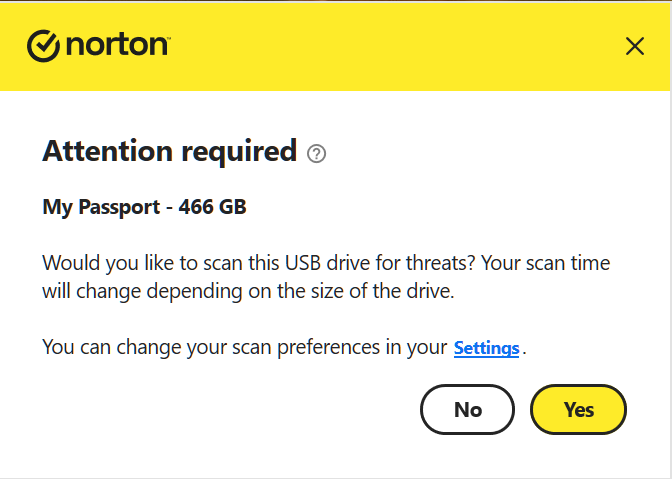 norton™
Attention required ?
My Passport - 466 GB
Would you like to scan this USB drive for threats? Your scan time
will change depending on the size of the drive.
You can change your scan preferences in your Settings.
No
Yes